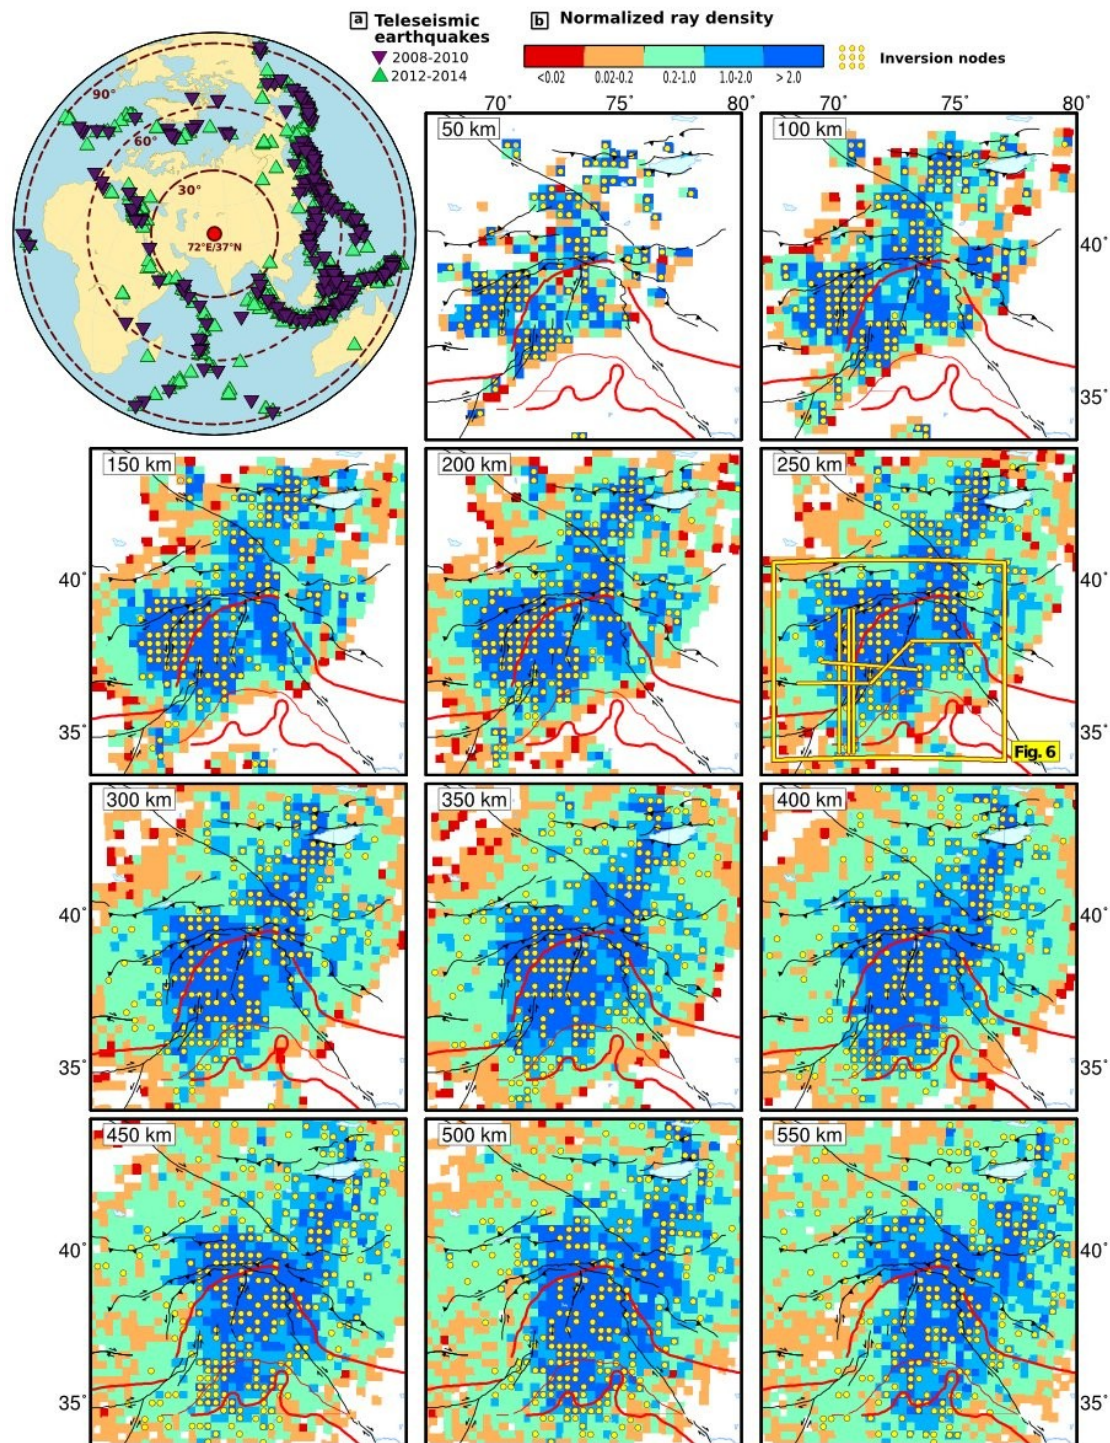 a Teleseismic
earthquakes
2008-2010
2012-2014
b Normalized ray density
<0.02 0.02-0.2 0.2-1.0 1.0-2.0 > 2.0
Inversion nodes
90°
60°
30°
72°E/37°N
70° 75° 80° 70° 75° 80°
50 km 100 km
40°
35°
150 km 200 km 250 km
40° 40°
35° 35°
Fig. 6
300 km 350 km 400 km
40° 40°
35° 35°
450 km 500 km 550 km
40° 40°
35° 35°